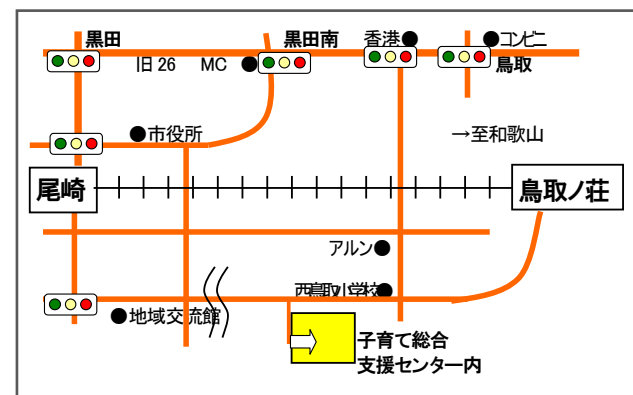 黒田
黒田南
香港●
●コンビニ
旧26 MC ●
鳥取
●市役所
→至和歌山
尾崎
鳥取ノ荘
アルン●
西鳥取小学校●
●地域交流館
子育て総合
支援センター内